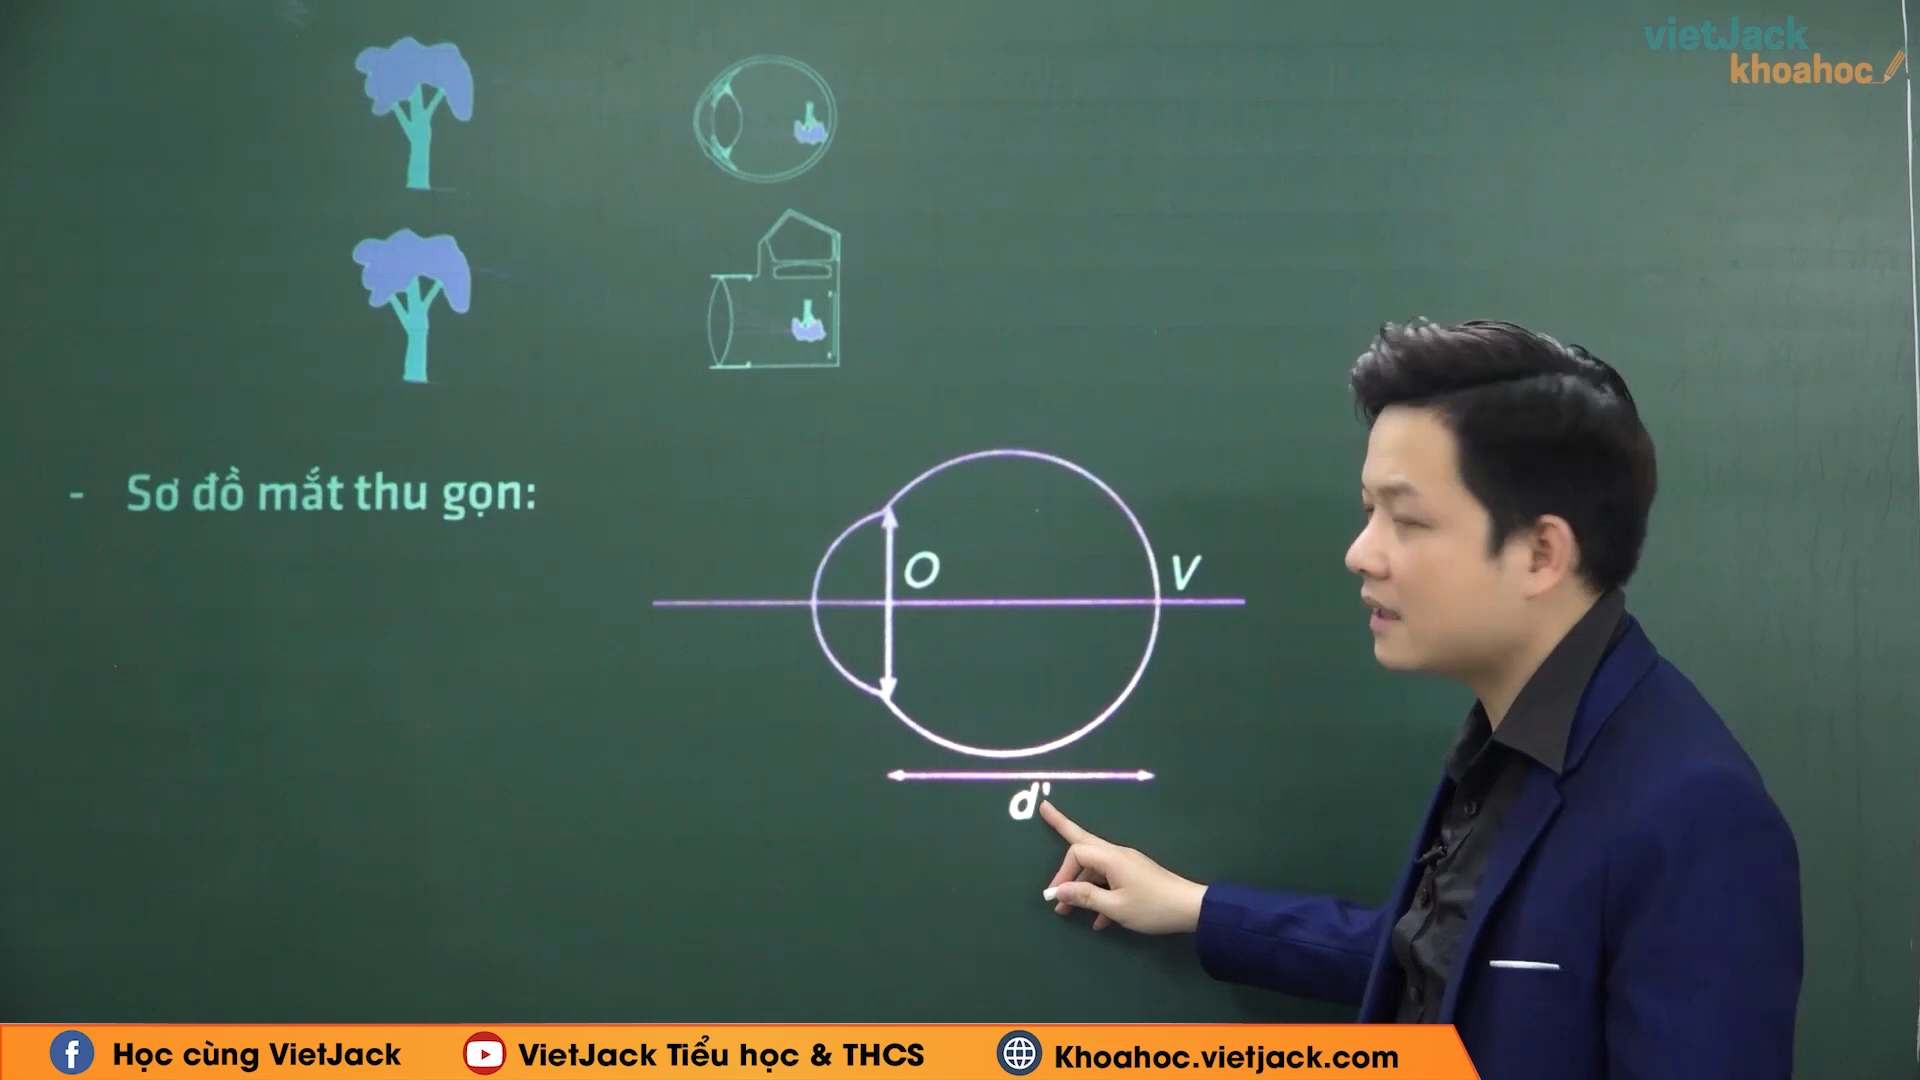 vietJack
khoahoc
- Sơ đồ mắt thu gọn:
O
V
d'
Học cùng VietJack
VietJack Tiểu học & THCS
Khoahoc.vietjack.com